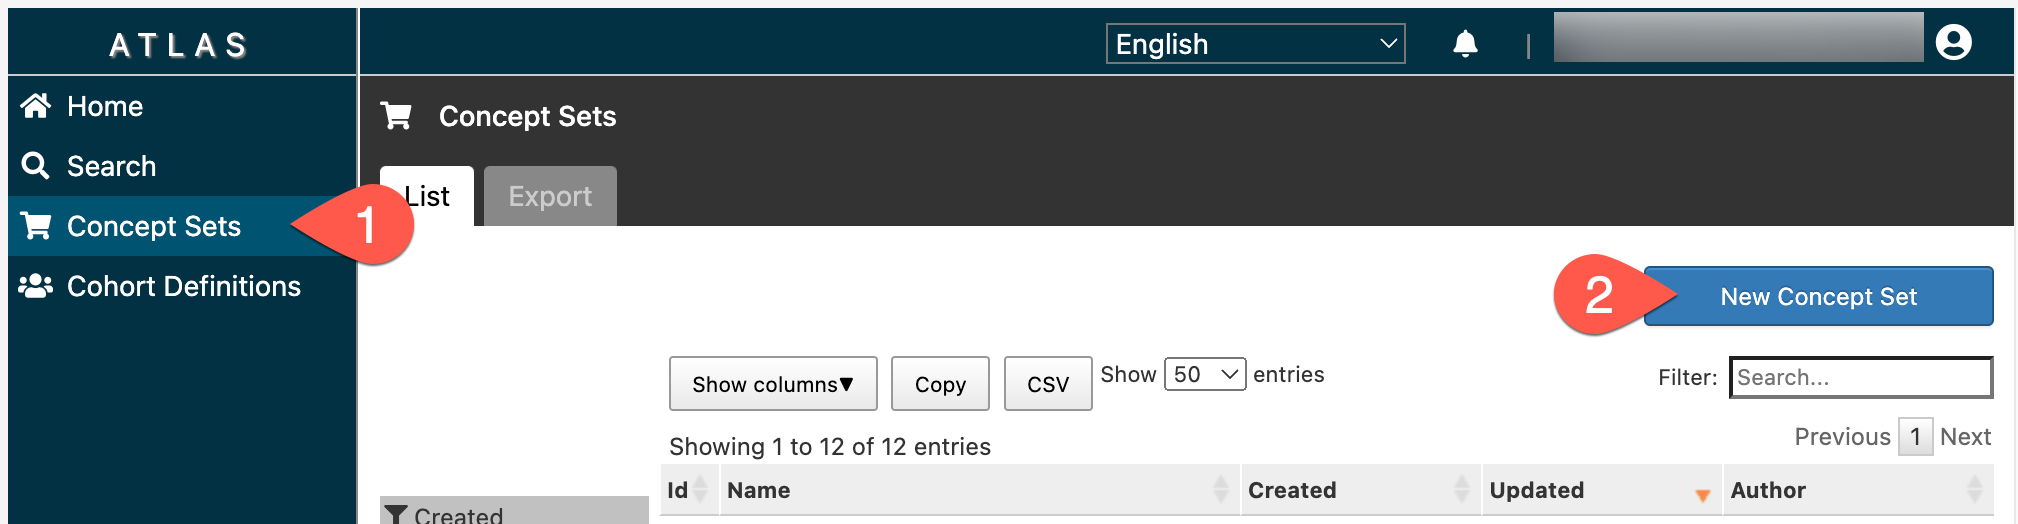 ATLAS
English
|
Home
Search
Concept Sets
1
Cohort Definitions
Concept Sets
List
Export
2
New Concept Set
Show columns▼
Copy
CSV
Show 50 entries
Filter: Search...
Showing 1 to 12 of 12 entries
Previous 1 Next
Id Name Created Updated Author
Created